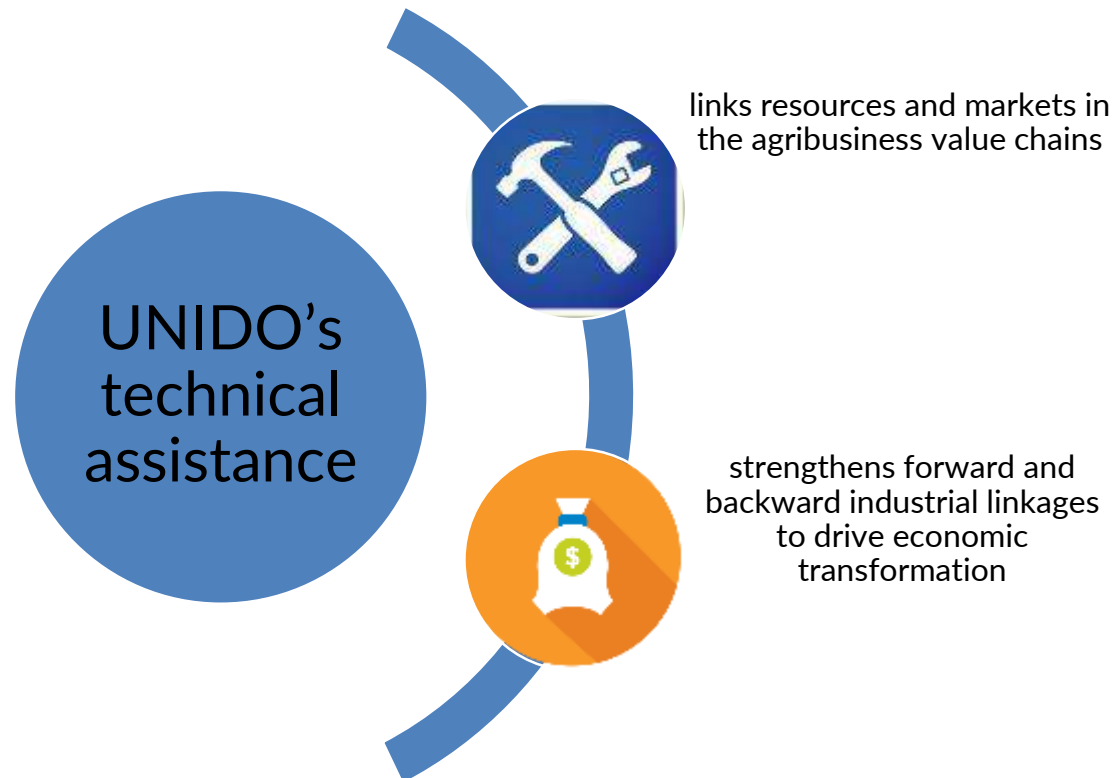 UNIDO’s
technical
assistance
links resources and markets in
the agribusiness value chains
strengthens forward and
backward industrial linkages
to drive economic
transformation
$